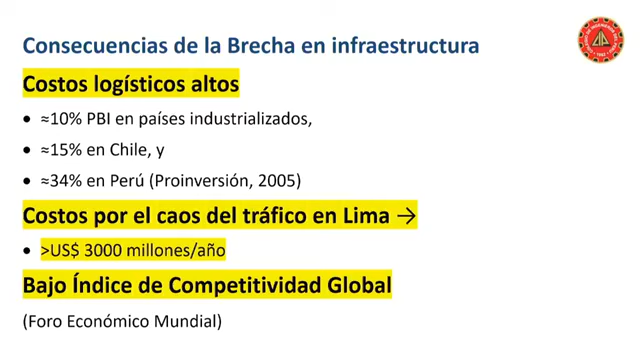 Consecuencias de la Brecha en infraestructura
Costos logísticos altos
• ≈10% PBI en países industrializados,
• ≈15% en Chile, y
• ≈34% en Perú (Proinversión, 2005)
Costos por el caos del tráfico en Lima →
• >US$ 3000 millones/año
Bajo Índice de Competitividad Global
(Foro Económico Mundial)